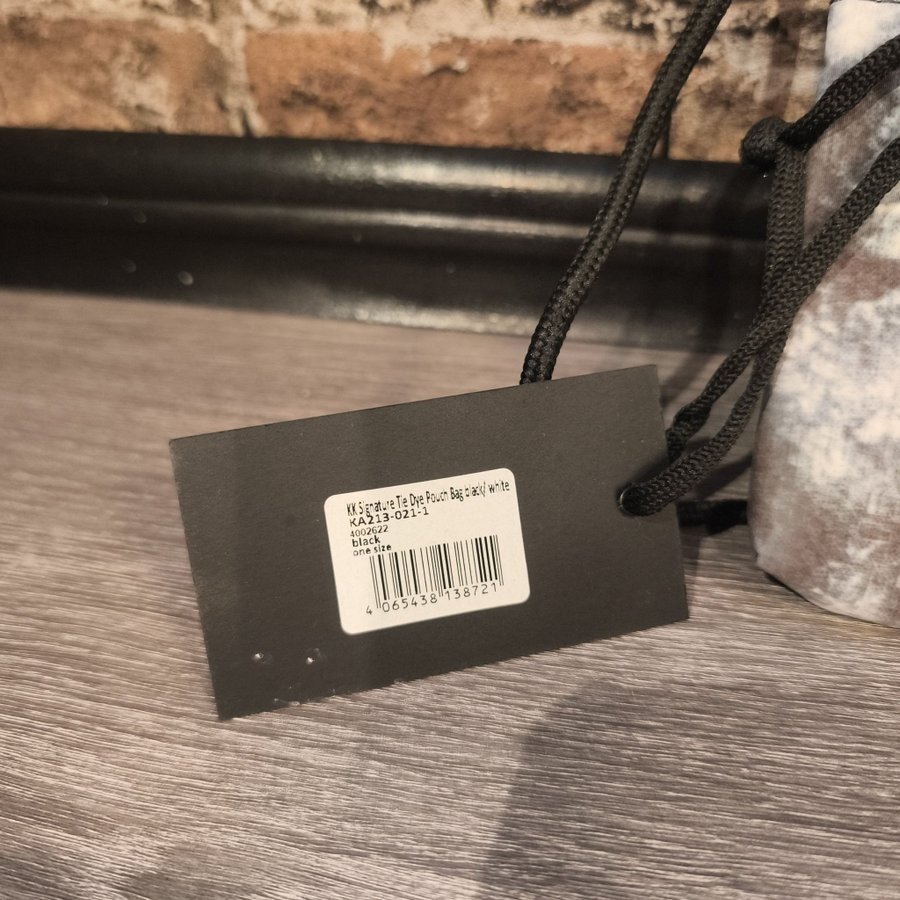 KK Signature Tie Dye Pouch Bag black/ white
KA213-021-1
4002622
black
one size
4 065438 138721